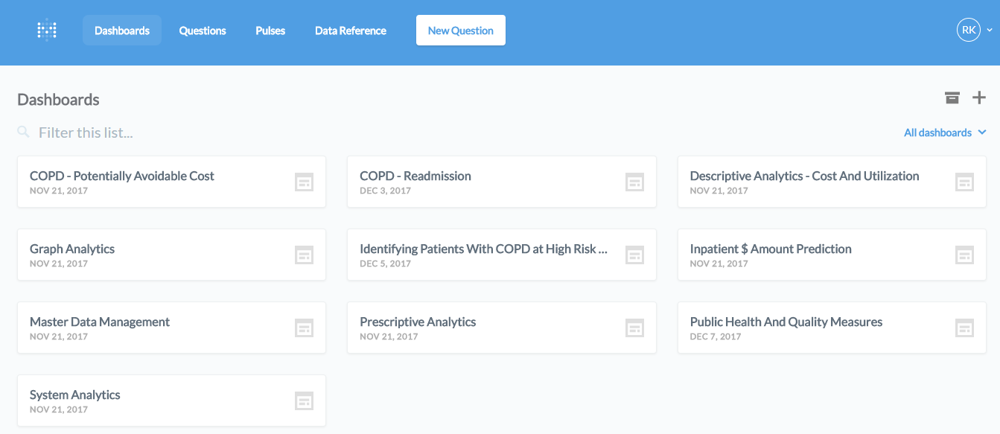 Dashboards
Questions
Pulses
Data Reference
New Question
RK
Dashboards
Filter this list...
All dashboards
COPD - Potentially Avoidable Cost
NOV 21, 2017
COPD - Readmission
DEC 3, 2017
Descriptive Analytics - Cost And Utilization
NOV 21, 2017
Graph Analytics
NOV 21, 2017
Identifying Patients With COPD at High Risk ...
DEC 5, 2017
Inpatient $ Amount Prediction
NOV 21, 2017
Master Data Management
NOV 21, 2017
Prescriptive Analytics
NOV 21, 2017
Public Health And Quality Measures
DEC 7, 2017
System Analytics
NOV 21, 2017